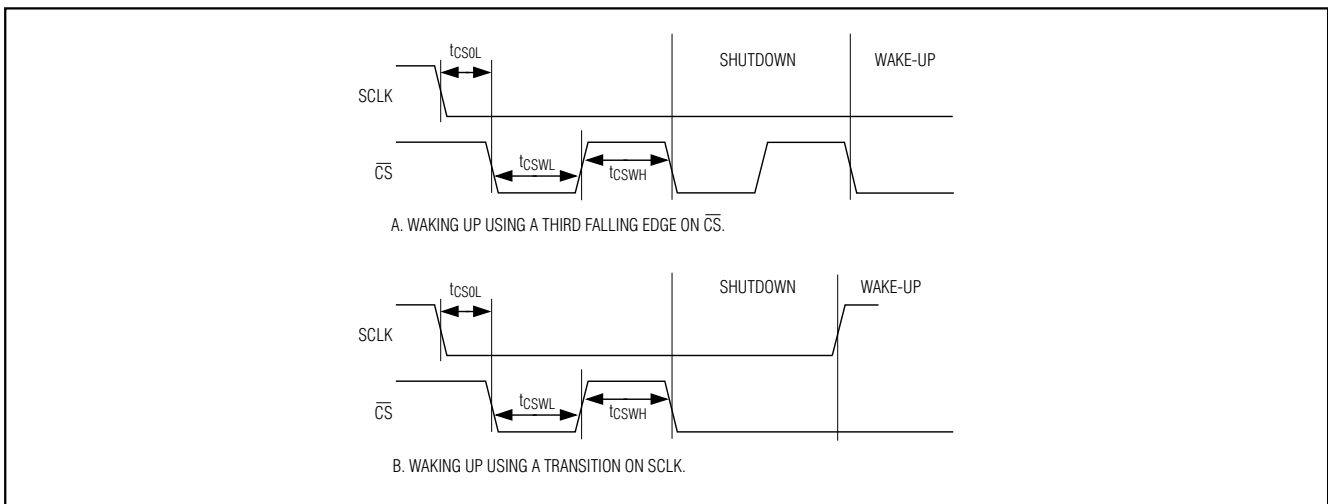 tCS0L
SHUTDOWN
WAKE-UP
SCLK
tCSWL
tCSWH
CS
A. WAKING UP USING A THIRD FALLING EDGE ON CS.
tCS0L
SHUTDOWN
WAKE-UP
SCLK
tCSWL
tCSWH
CS
B. WAKING UP USING A TRANSITION ON SCLK.